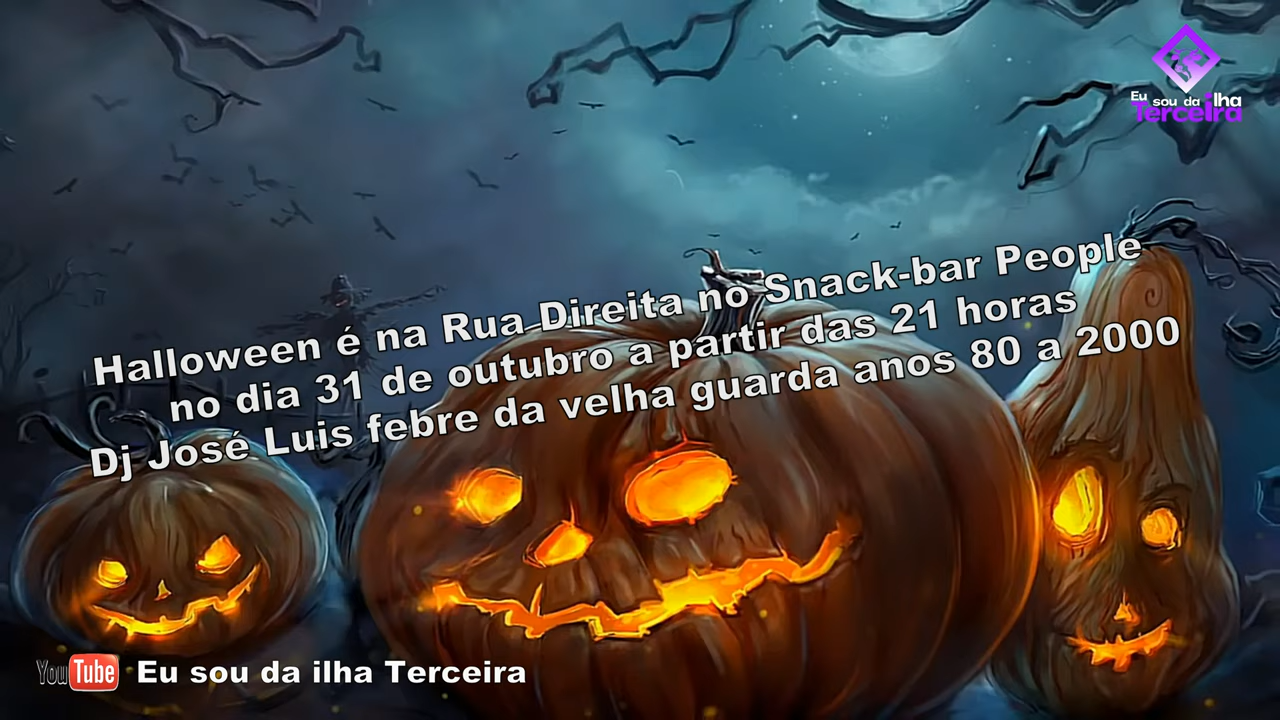 Eu sou da ilha
Terceira
Halloween é na Rua Direita no Snack-bar People
no dia 31 de outubro a partir das 21 horas
Dj José Luis febre da velha guarda anos 80 a 2000
YouTube Eu sou da ilha Terceira